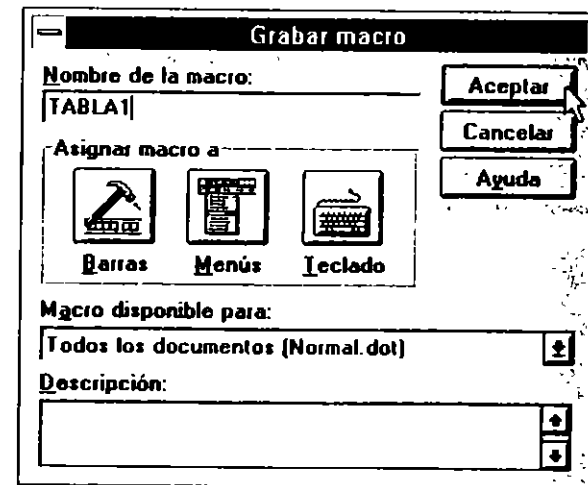 Grabar macro
Nombre de la macro:
TABLA1
Aceptar
Cancelar
Ayuda
Asignar macro a
Barras Menús Teclado
Macro disponible para:
Todos los documentos (Normal.dot)
Descripción: